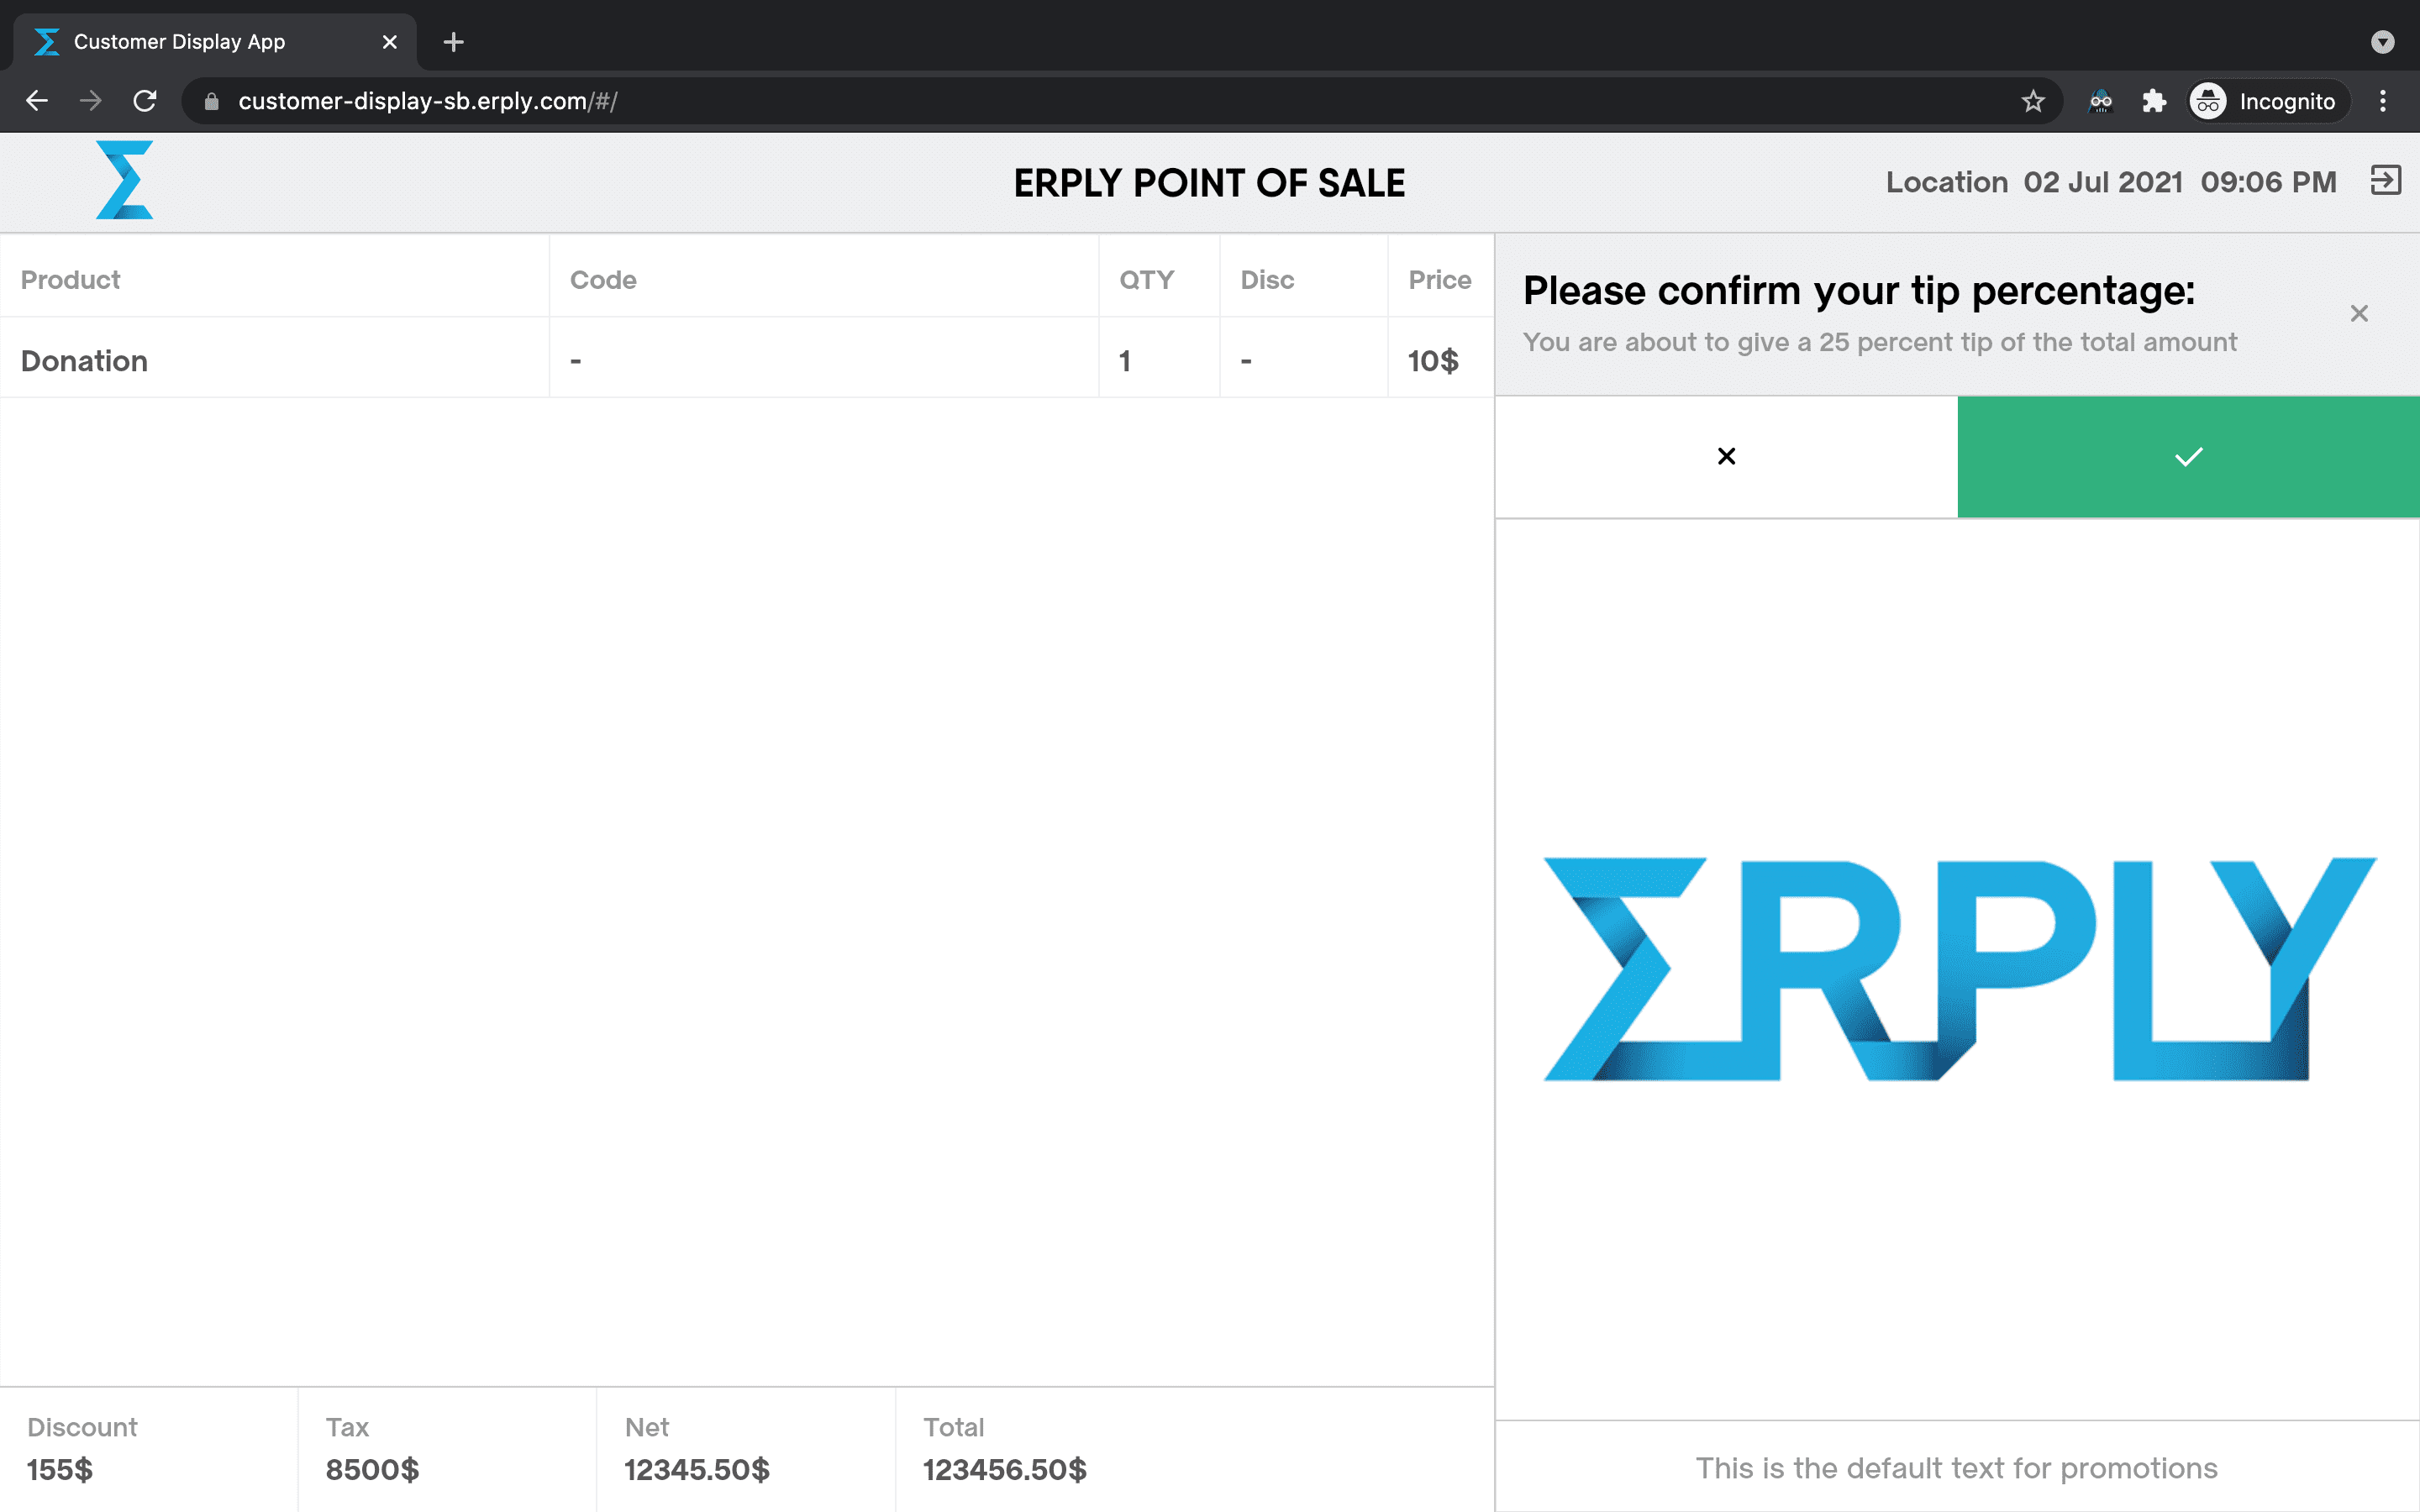 Customer Display App
customer-display-sb.erply.com/#/
Incognito
ERPLY POINT OF SALE
Location 02 Jul 2021 09:06 PM
Product Code QTY Disc Price
Donation - 1 - 10$
Please confirm your tip percentage:
You are about to give a 25 percent tip of the total amount
ERPLY
Discount Tax Net Total
155$ 8500$ 12345.50$ 123456.50$
This is the default text for promotions